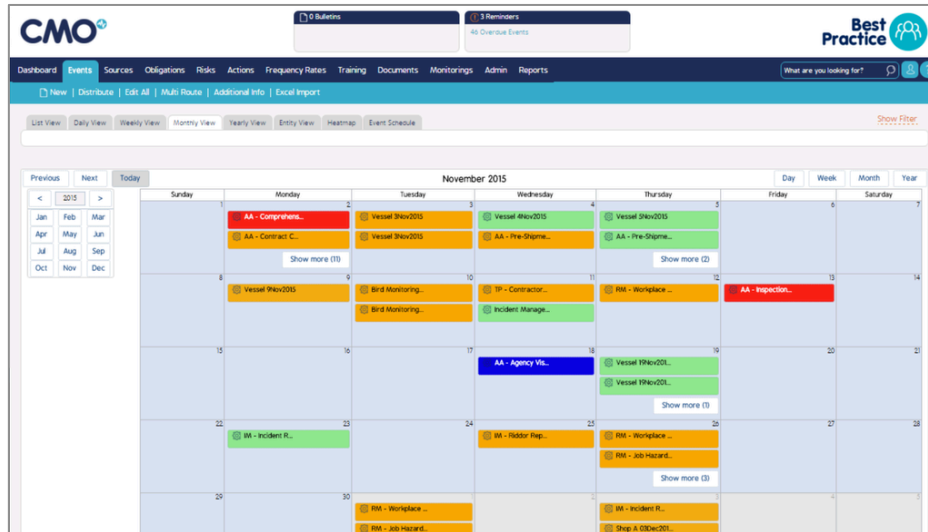 0 Bulletins
3 Reminders
46 Overdue Events
CMO
Best
Practice
Dashboard Events Sources Obligations Risks Actions Frequency Rates Training Documents Monitorings Admin Reports What are you looking for?
New | Distribute | Edit All | Multi Route | Additional Info | Excel Import
List View Daily View Weekly View Monthly View Yearly View Entity View Heatmap Event Schedule Show Filter
Previous Next Today November 2015 Day Week Month Year
< 2015 > Sunday Monday Tuesday Wednesday Thursday Friday Saturday
Jan Feb Mar
Apr May Jun
Jul Aug Sep
Oct Nov Dec
1 2 3 4 5 6 7
AA - Comprehens... Vessel 3Nov2015 Vessel 4Nov2015 Vessel 5Nov2015
AA - Contract C... Vessel 3Nov2015 AA - Pre-Shipme... AA - Pre-Shipme...
Show more (11) Show more (2)
8 9 10 11 12 13 14
Vessel 9Nov2015 Bird Monitoring... TP - Contractor... RM - Workplace ... AA - Inspection...
Bird Monitoring... Incident Manage...
15 16 17 18 19 20 21
AA - Agency Vis... Vessel 19Nov201...
Vessel 19Nov201...
Show more (1)
22 23 24 25 26 27 28
IM - Incident R... IM - Riddor Rep... RM - Workplace ...
RM - Job Hazard...
Show more (3)
29 30 1 2 3 4 5
RM - Workplace ... IM - Incident R...
RM - Job Hazard... Shop A 03Dec201...